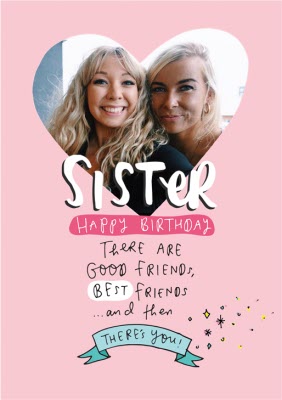 SISTER
HAPPY BIRTHDAY
THERE ARE
GOOD FRIENDS,
BEST FRIENDS
...and then
THERE'S YOU!